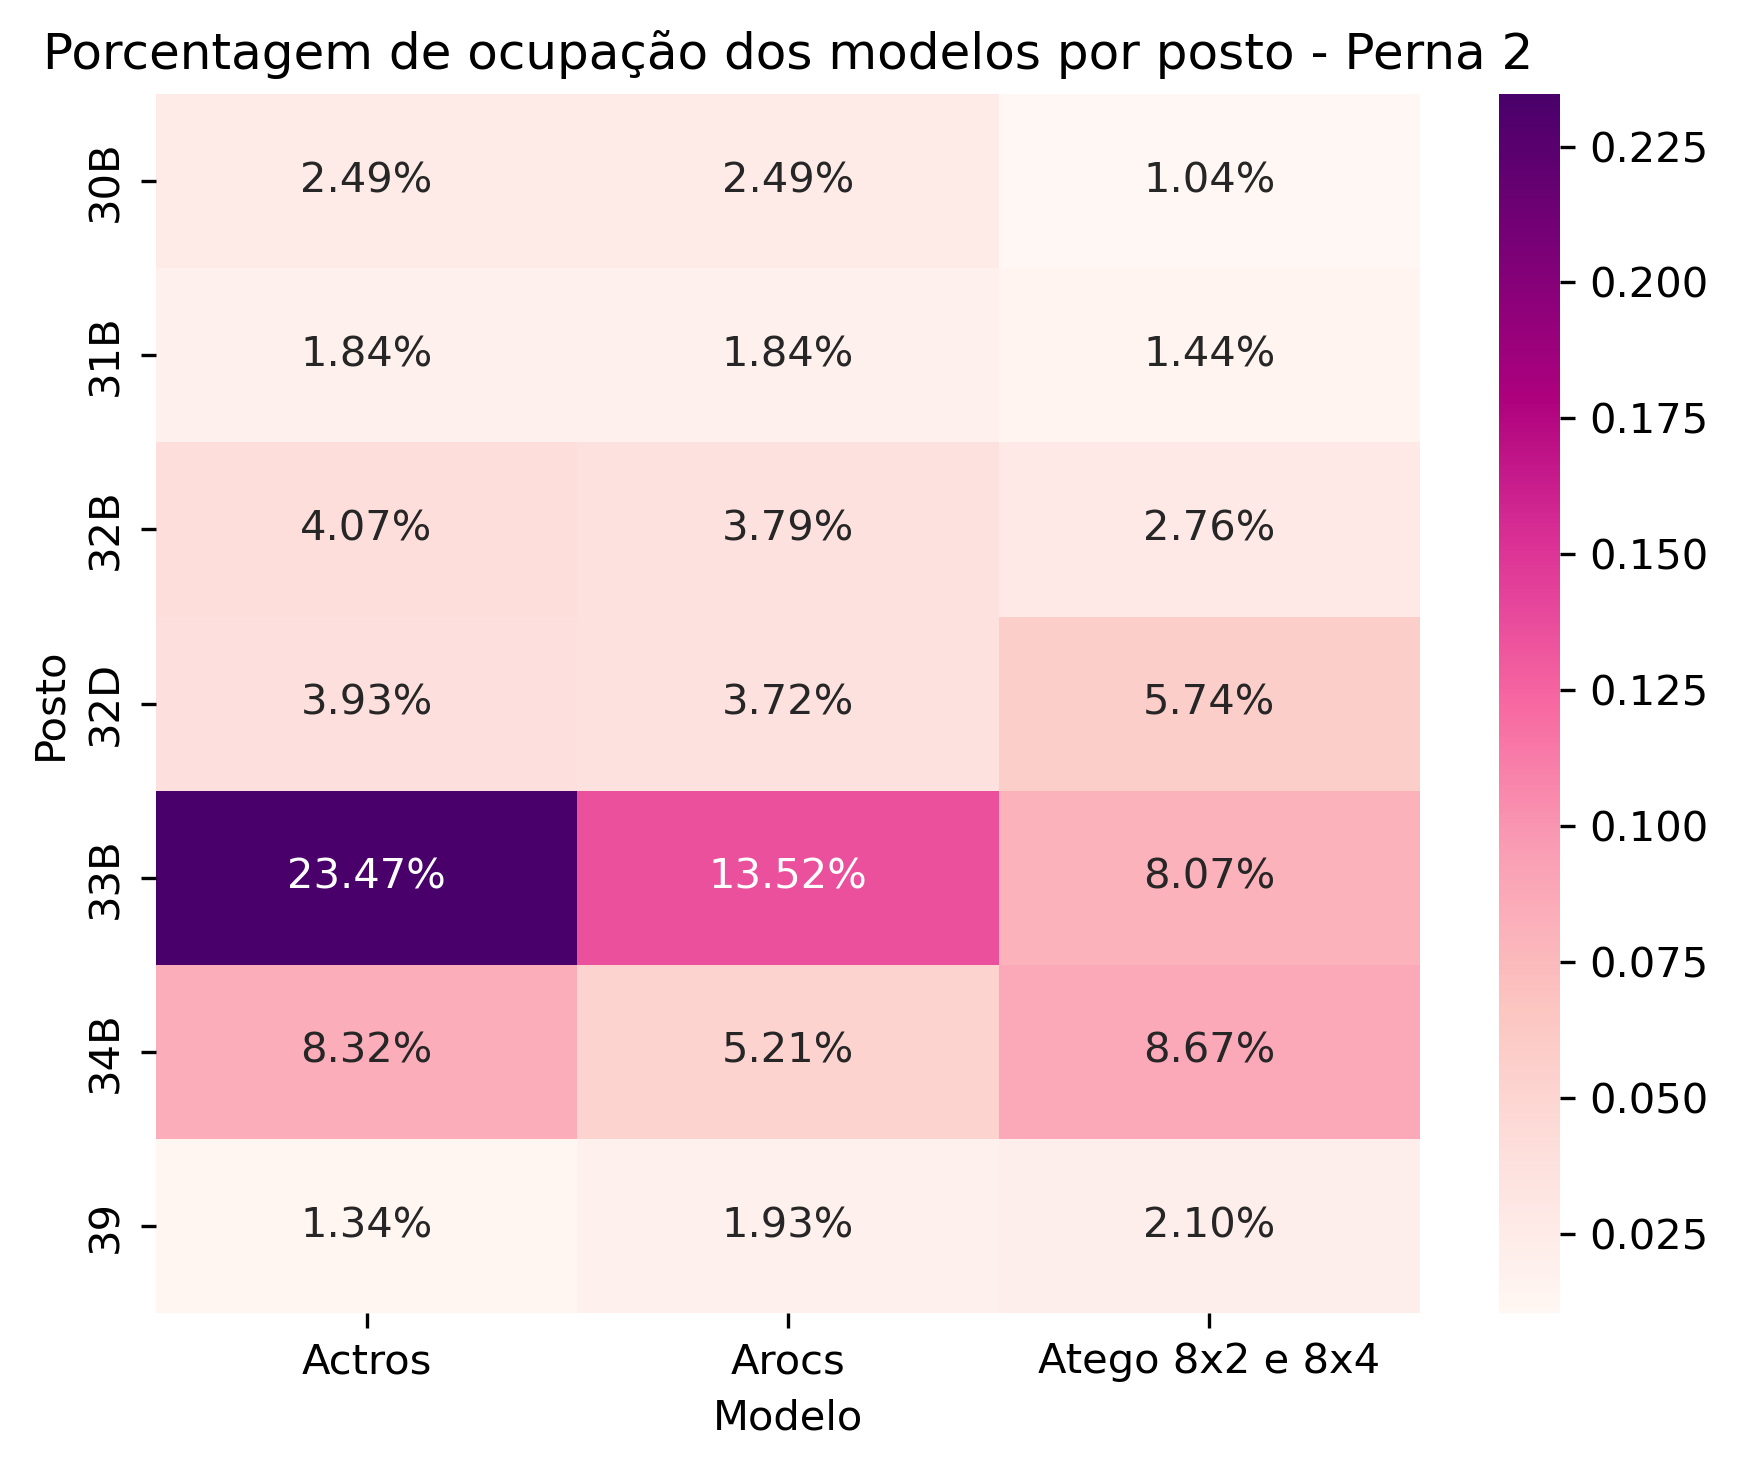 Porcentagem de ocupação dos modelos por posto - Perna 2
30B 2.49% 2.49% 1.04%
31B 1.84% 1.84% 1.44%
32B 4.07% 3.79% 2.76%
32D 3.93% 3.72% 5.74%
33B 23.47% 13.52% 8.07%
34B 8.32% 5.21% 8.67%
39 1.34% 1.93% 2.10%
Posto
Actros Arocs Atego 8x2 e 8x4
Modelo
0.225
0.200
0.175
0.150
0.125
0.100
0.075
0.050
0.025